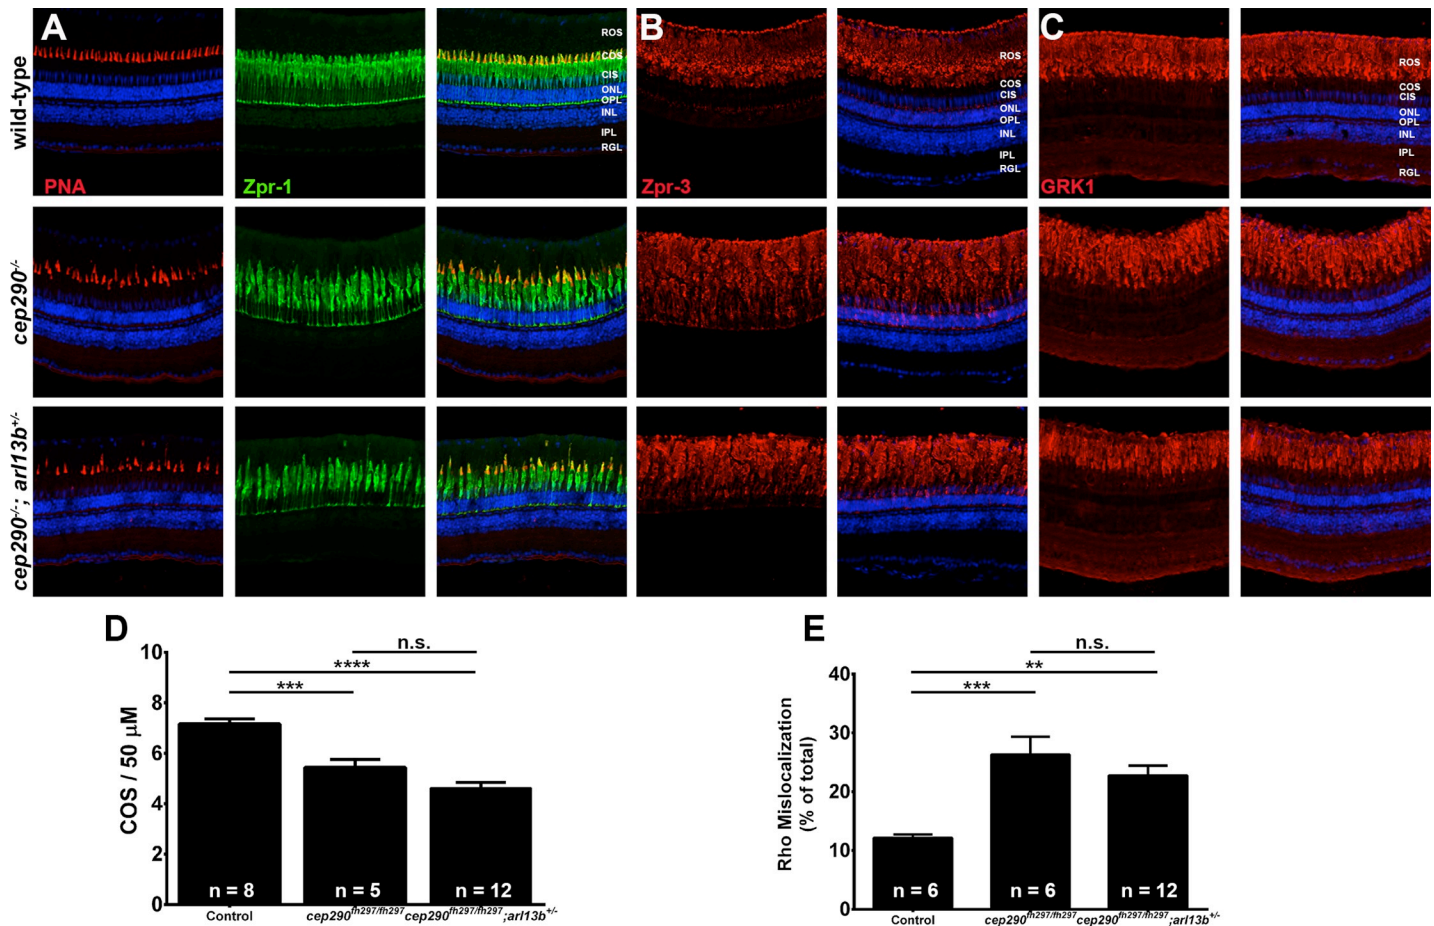 A
B
C
wild-type
ROS
COS
CIS
ONL
OPL
INL
IPL
RGL
PNA
Zpr-1
ROS
COS
CIS
ONL
OPL
INL
IPL
RGL
Zpr-3
ROS
COS
CIS
ONL
OPL
INL
IPL
RGL
GRK1
cep290-/-
cep290-/-; arl13b+/-
D
COS / 50 µM
10
8
6
4
2
0
n.s.
****
***
n = 8
n = 5
n = 12
Control
cep290fh297/fh297
cep290fh297/fh297;arl13b+/-
E
Rho Mislocalization
(% of total)
40
30
20
10
0
n.s.
**
***
n = 6
n = 6
n = 12
Control
cep290fh297/fh297
cep290fh297/fh297;arl13b+/-